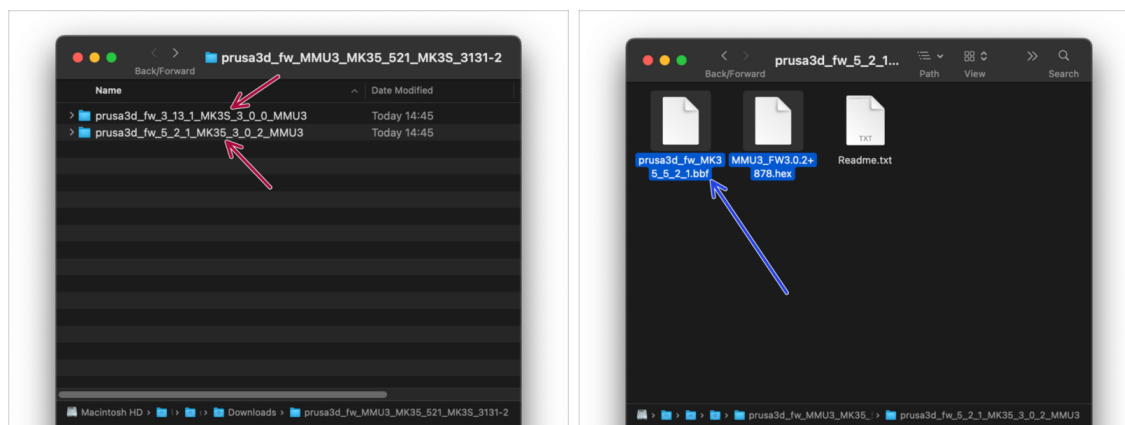 prusa3d_fw_MMU3_MK35_521_MK3S_3131-2
Back/Forward
Name
Date Modified
prusa3d_fw_3_13_1_MK3S_3_0_0_MMU3
Today 14:45
prusa3d_fw_5_2_1_MK35_3_0_2_MMU3
Today 14:45
Macintosh HD
Downloads
prusa3d_fw_MMU3_MK35_521_MK3S_3131-2
prusa3d_fw_5_2_1...
Back/Forward
Path
View
Search
prusa3d_fw_MK3
5_5_2_1.bbf
MMU3_FW3.0.2+
878.hex
TXT
Readme.txt
prusa3d_fw_MMU3_MK35_
prusa3d_fw_5_2_1_MK35_3_0_2_MMU3